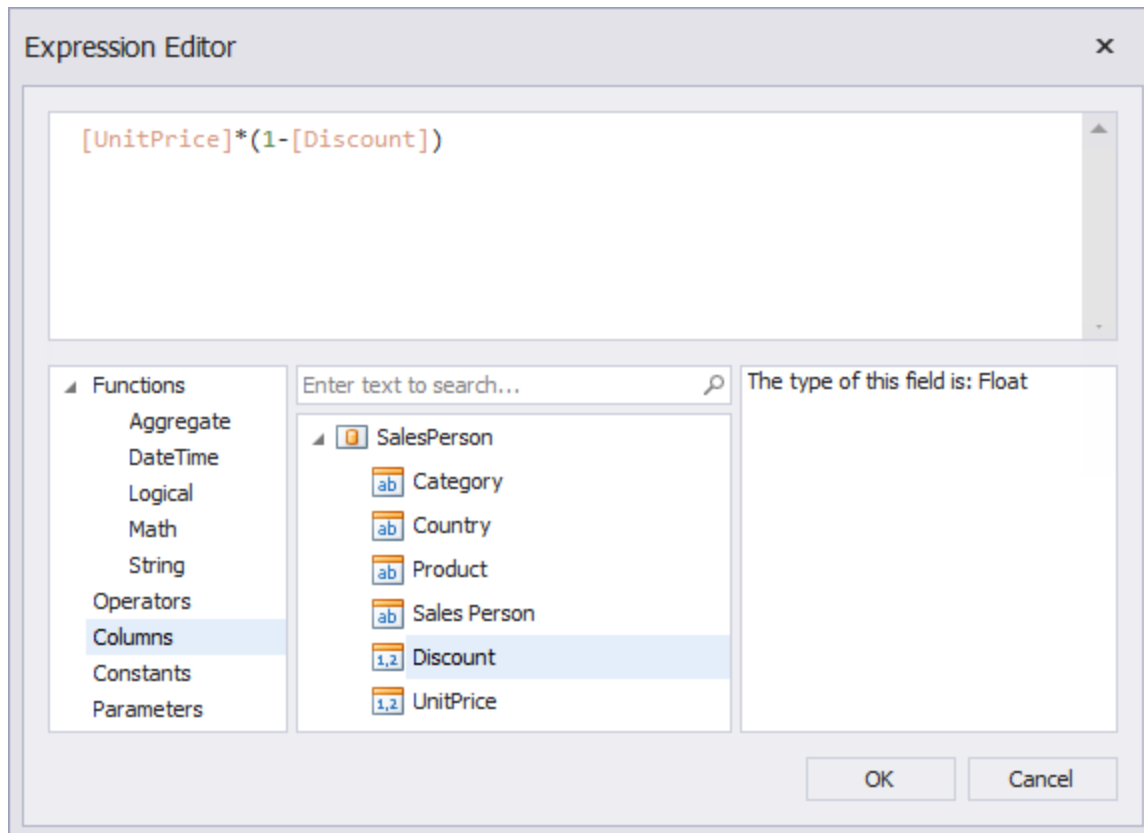 Expression Editor
[UnitPrice]*(1-[Discount])
Functions
Aggregate
DateTime
Logical
Math
String
Operators
Columns
Constants
Parameters
Enter text to search...
SalesPerson
ab Category
ab Country
ab Product
ab Sales Person
1,2 Discount
1,2 UnitPrice
The type of this field is: Float
OK
Cancel